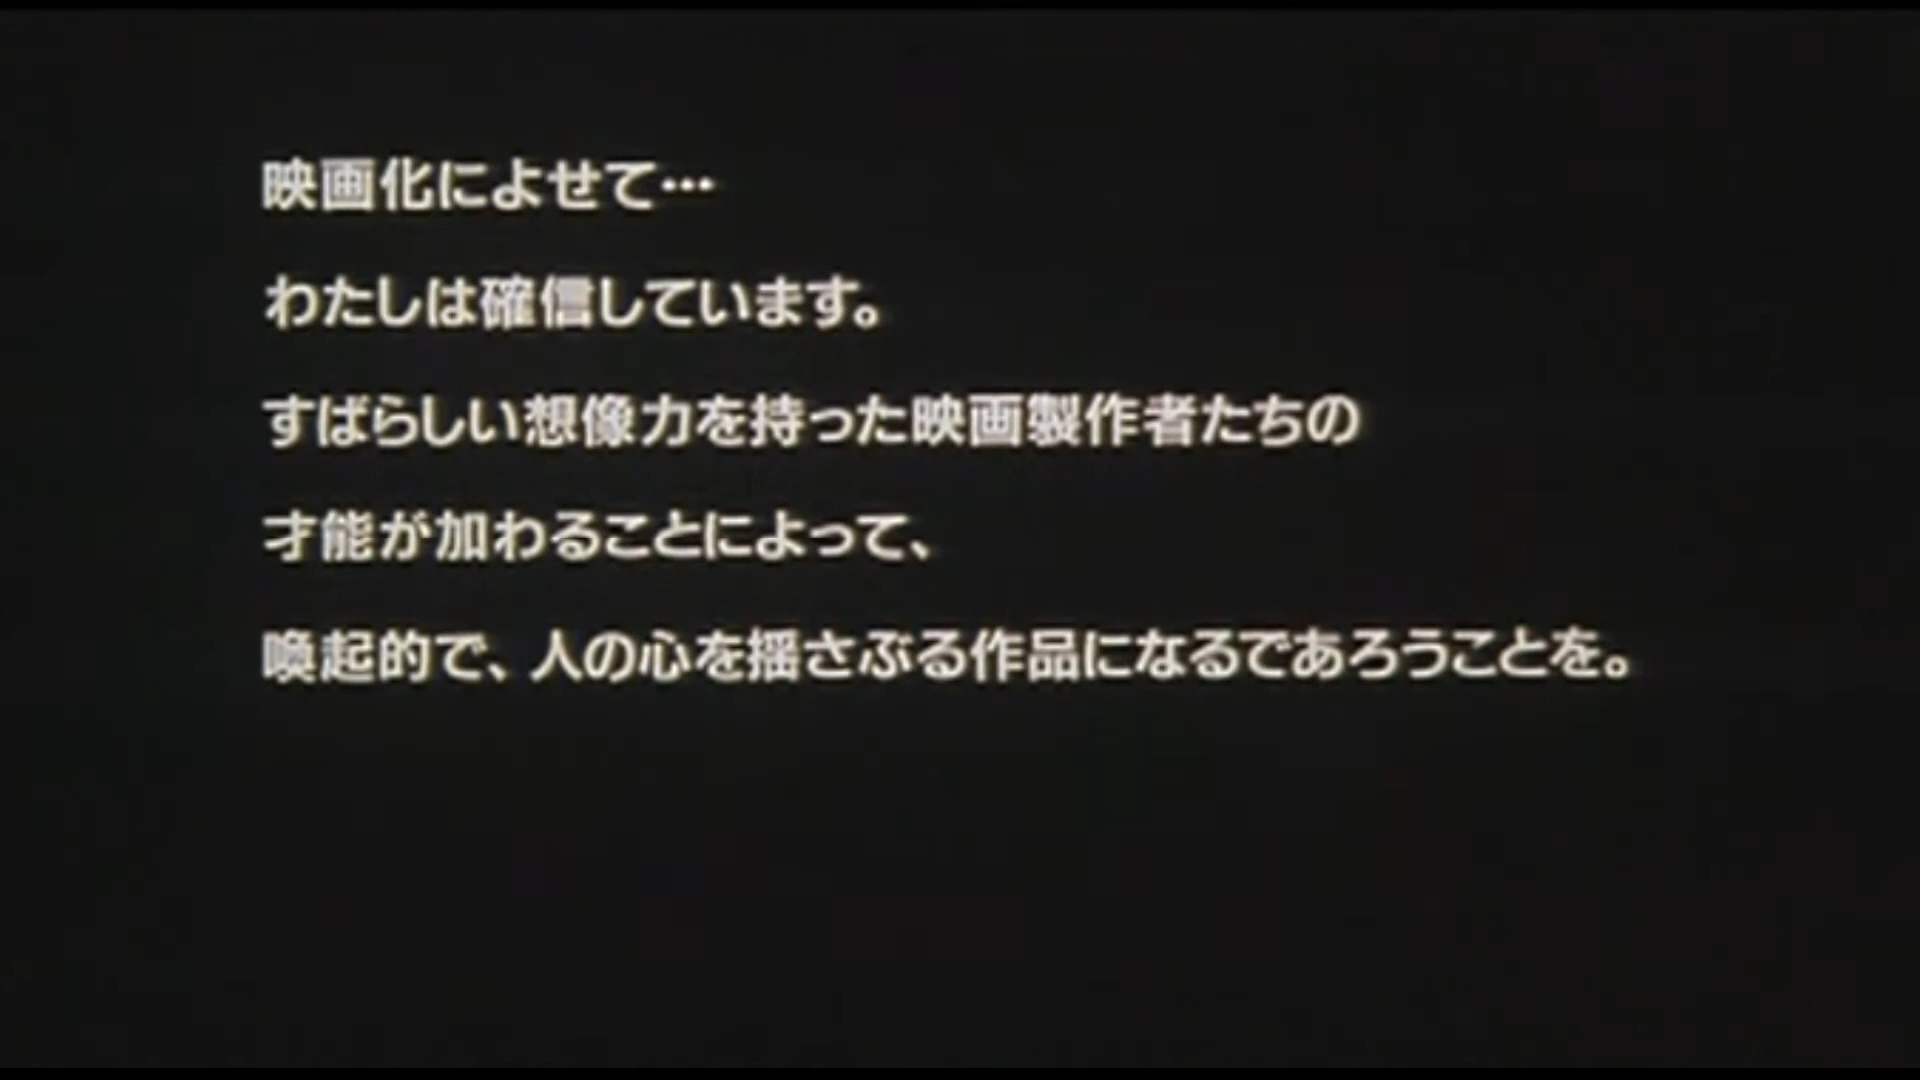 映画化によせて…
わたしは確信しています。
すばらしい想像力を持った映画製作者たちの
才能が加わることによって、
喚起的で、人の心を揺さぶる作品になるであろうことを。